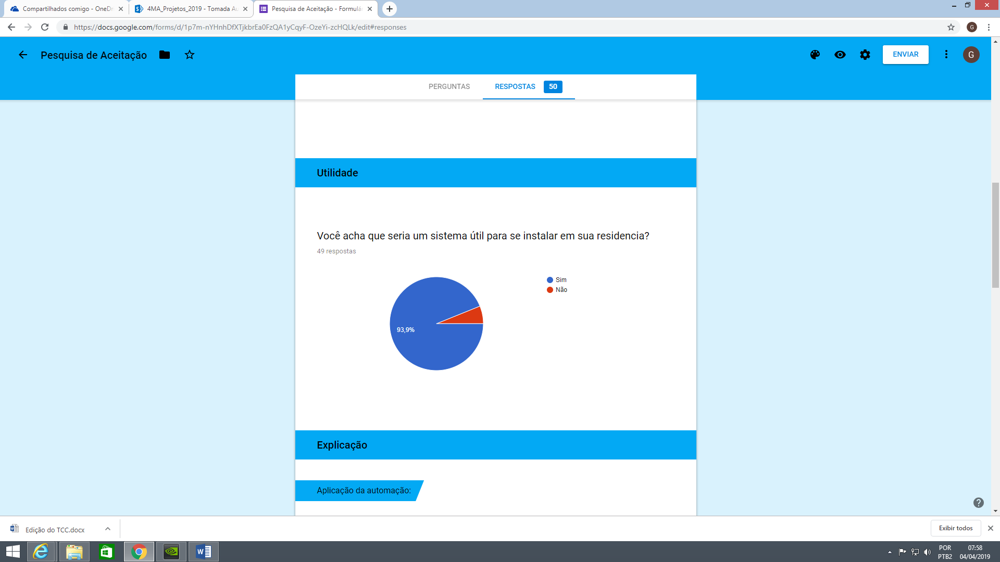 Compartilhados comigo - OneDr
4MA_Projetos_2019 - Tomada Au
Pesquisa de Aceitação - Formulár
https://docs.google.com/forms/d/1p7m-nYHnhDfXTjkbrEa0FzQA1yCqyF-OzeYi-zcHQLk/edit#responses
G
Pesquisa de Aceitação
ENVIAR
G
PERGUNTAS
RESPOSTAS
50
Utilidade
Você acha que seria um sistema útil para se instalar em sua residencia?
49 respostas
Sim
Não
93,9%
Explicação
Aplicação da automação:
Edição do TCC.docx
Exibir todos
POR
07:58
PTB2
04/04/2019